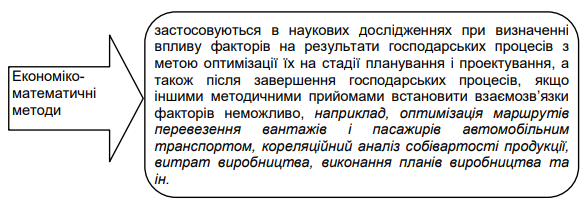 Економіко-
математичні
методи
застосовуються в наукових дослідженнях при визначенні
впливу факторів на результати господарських процесів з
метою оптимізації їх на стадії планування і проектування, а
також після завершення господарських процесів, якщо
іншими методичними прийомами встановити взаємозв'язки
факторів неможливо, наприклад, оптимізація маршрутів
перевезення вантажів і пасажирів автомобільним
транспортом, кореляційний аналіз собівартості продукції,
витрат виробництва, виконання планів виробництва та
ін.